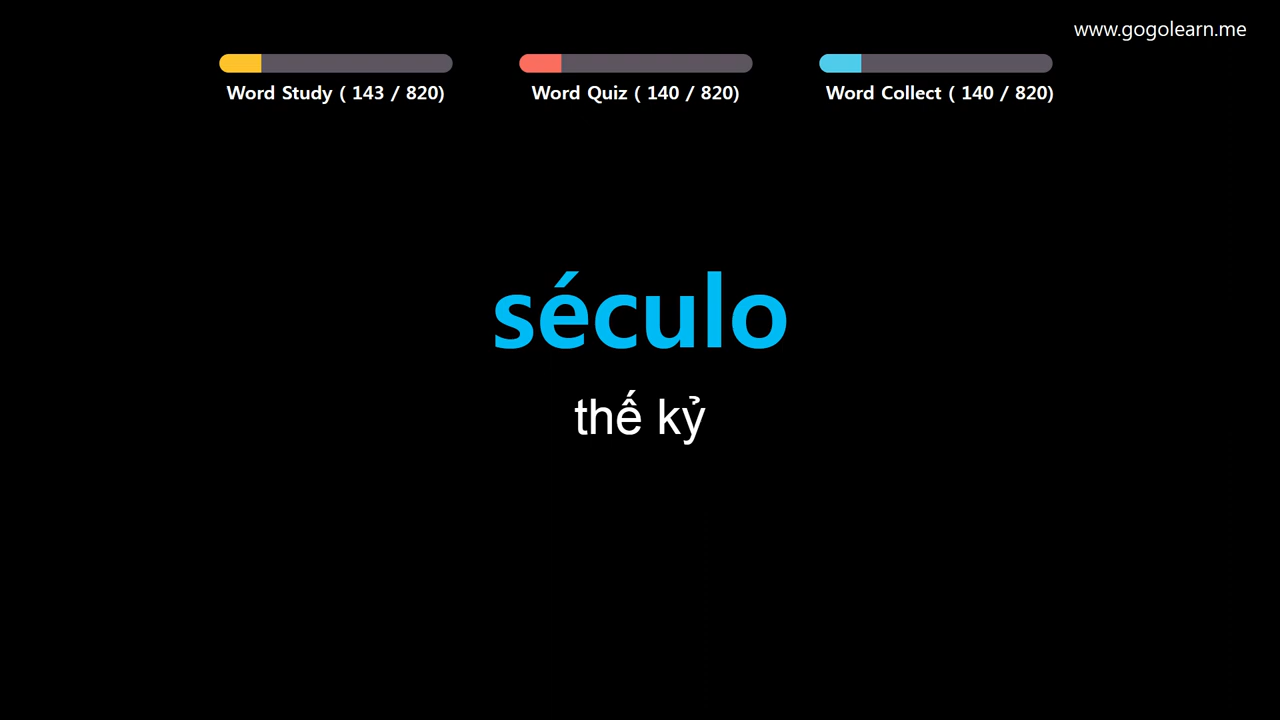 www.gogolearn.me
Word Study ( 143 / 820)
Word Quiz ( 140 / 820)
Word Collect ( 140 / 820)
século
thế kỷ